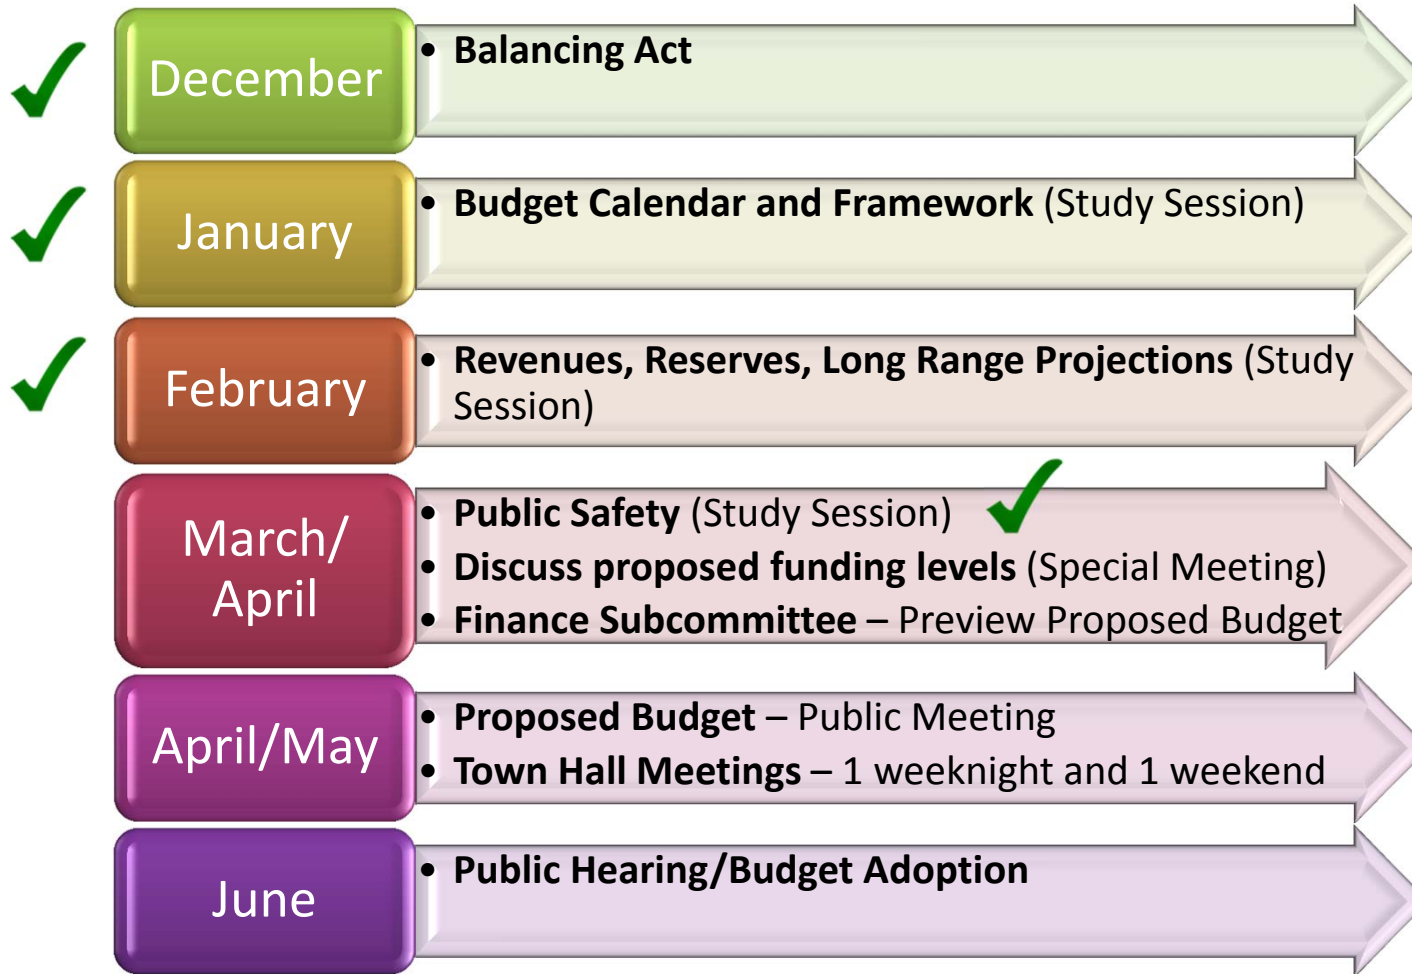 December
• Balancing Act
January
• Budget Calendar and Framework (Study Session)
February
• Revenues, Reserves, Long Range Projections (Study
Session)
March/
April
• Public Safety (Study Session)
• Discuss proposed funding levels (Special Meeting)
• Finance Subcommittee – Preview Proposed Budget
April/May
• Proposed Budget – Public Meeting
• Town Hall Meetings – 1 weeknight and 1 weekend
June
• Public Hearing/Budget Adoption